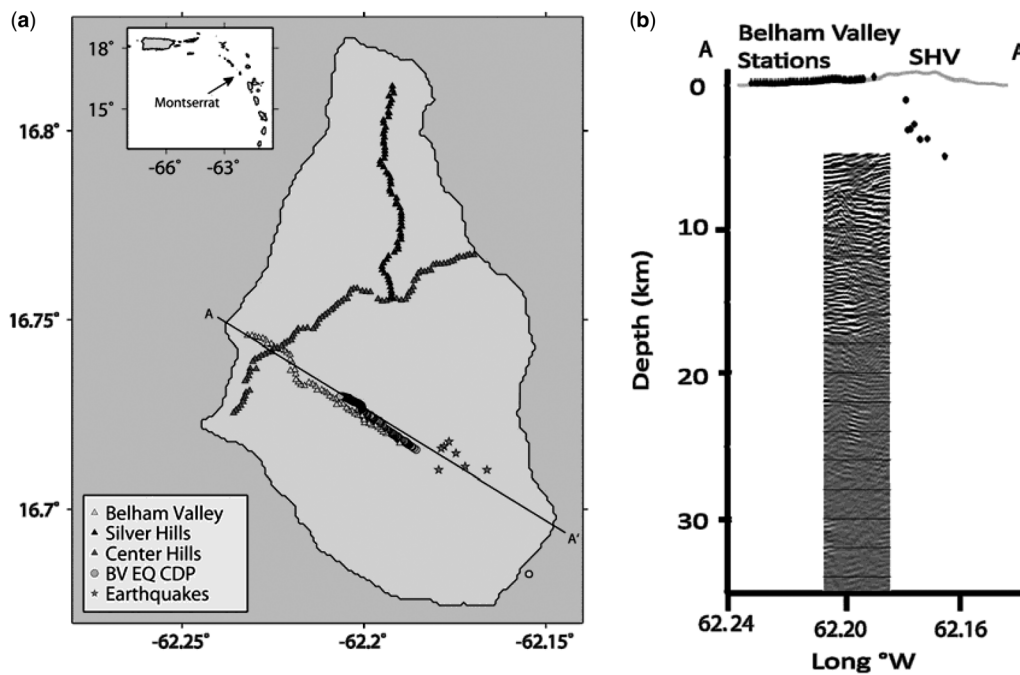 (a)
18°
15°
Montserrat
-66°
-63°
16.8°
16.75°
16.7°
A
A'
Belham Valley
Silver Hills
Center Hills
BV EQ CDP
Earthquakes
-62.25°
-62.2°
-62.15°
(b)
A
Belham Valley
Stations
SHV
A
0
10
20
30
Depth (km)
62.24
62.20
62.16
Long °W